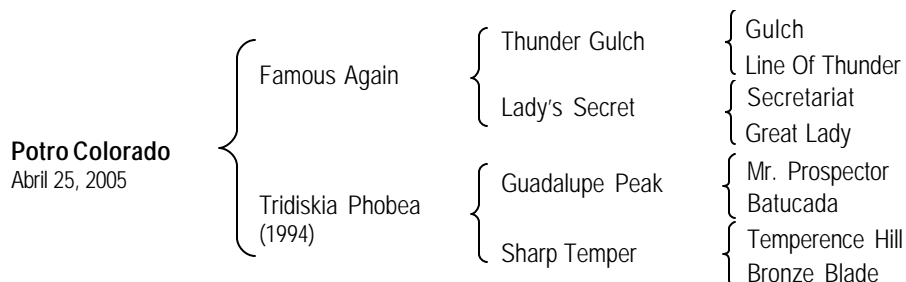 Gulch
Thunder Gulch
Line Of Thunder
Famous Again
Secretariat
Lady's Secret
Great Lady
Potro Colorado
Abril 25, 2005
Mr. Prospector
Guadalupe Peak
Batucada
Tridiskia Phobea
(1994)
Temperence Hill
Sharp Temper
Bronze Blade